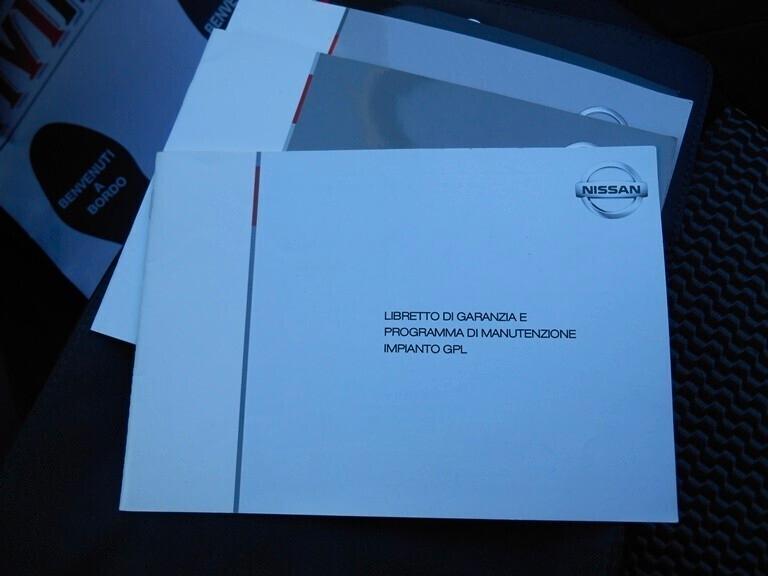 BENVENUTI
A
BORDO
NISSAN
LIBRETTO DI GARANZIA E
PROGRAMMA DI MANUTENZIONE
IMPIANTO GPL